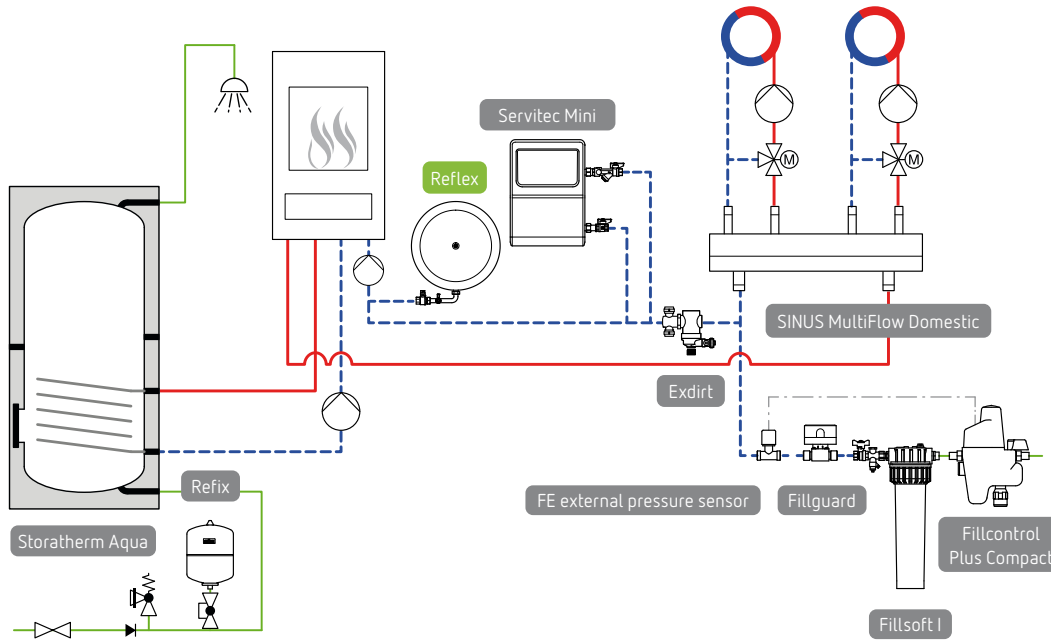 Servitec Mini
Reflex
M
M
SINUS MultiFlow Domestic
Exdirt
Refix
FE external pressure sensor
Fillguard
Storatherm Aqua
Fillcontrol
Plus Compact
Fillsoft I